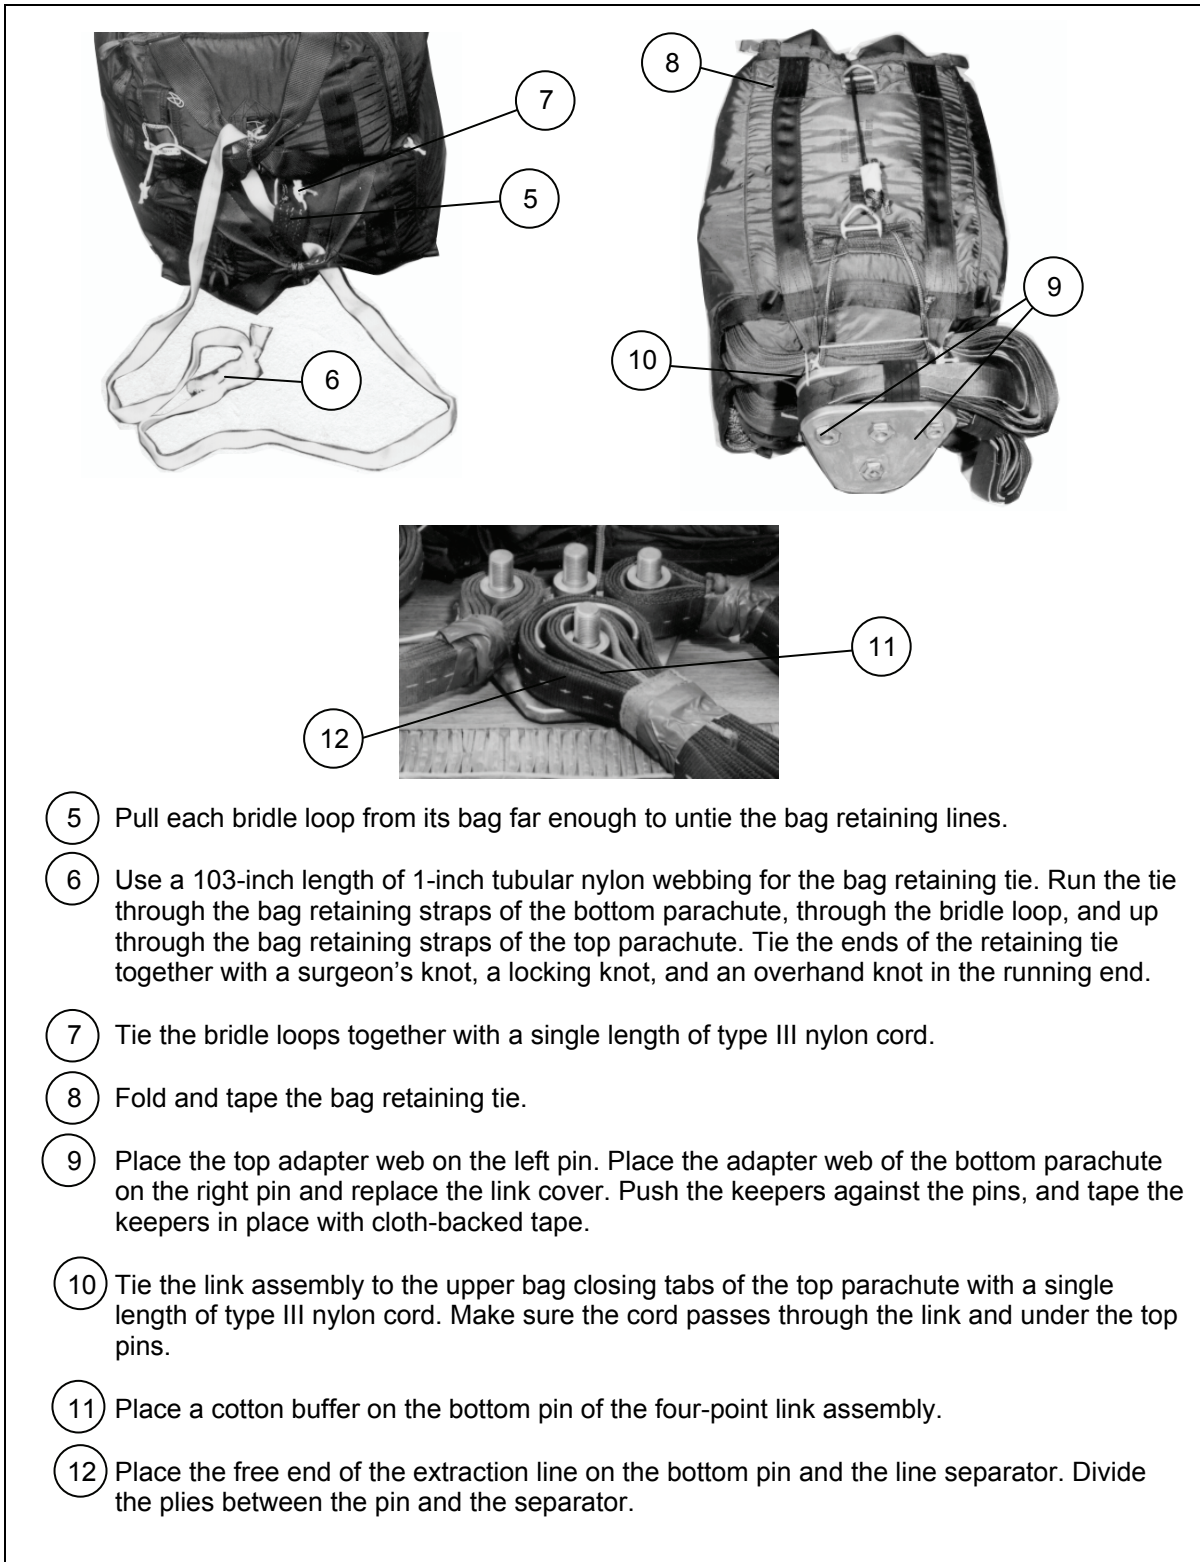 8
7
5
9
10
6
11
12
5 Pull each bridle loop from its bag far enough to untie the bag retaining lines.
6 Use a 103-inch length of 1-inch tubular nylon webbing for the bag retaining tie. Run the tie
through the bag retaining straps of the bottom parachute, through the bridle loop, and up
through the bag retaining straps of the top parachute. Tie the ends of the retaining tie
together with a surgeon's knot, a locking knot, and an overhand knot in the running end.
7 Tie the bridle loops together with a single length of type III nylon cord.
8 Fold and tape the bag retaining tie.
9 Place the top adapter web on the left pin. Place the adapter web of the bottom parachute
on the right pin and replace the link cover. Push the keepers against the pins, and tape the
keepers in place with cloth-backed tape.
10 Tie the link assembly to the upper bag closing tabs of the top parachute with a single
length of type III nylon cord. Make sure the cord passes through the link and under the top
pins.
11 Place a cotton buffer on the bottom pin of the four-point link assembly.
12 Place the free end of the extraction line on the bottom pin and the line separator. Divide
the plies between the pin and the separator.